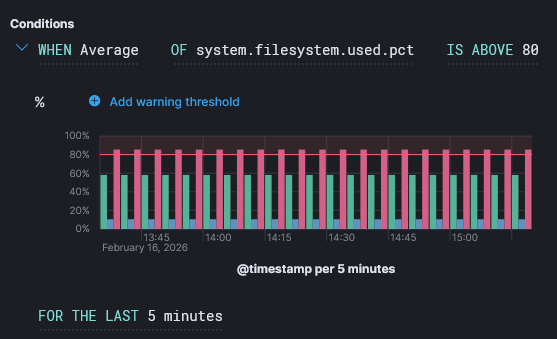 Conditions
WHEN Average OF system.filesystem.used.pct IS ABOVE 80
% Add warning threshold
100%
80%
60%
40%
20%
0%
13:45 14:00 14:15 14:30 14:45 15:00
February 16, 2026
@timestamp per 5 minutes
FOR THE LAST 5 minutes